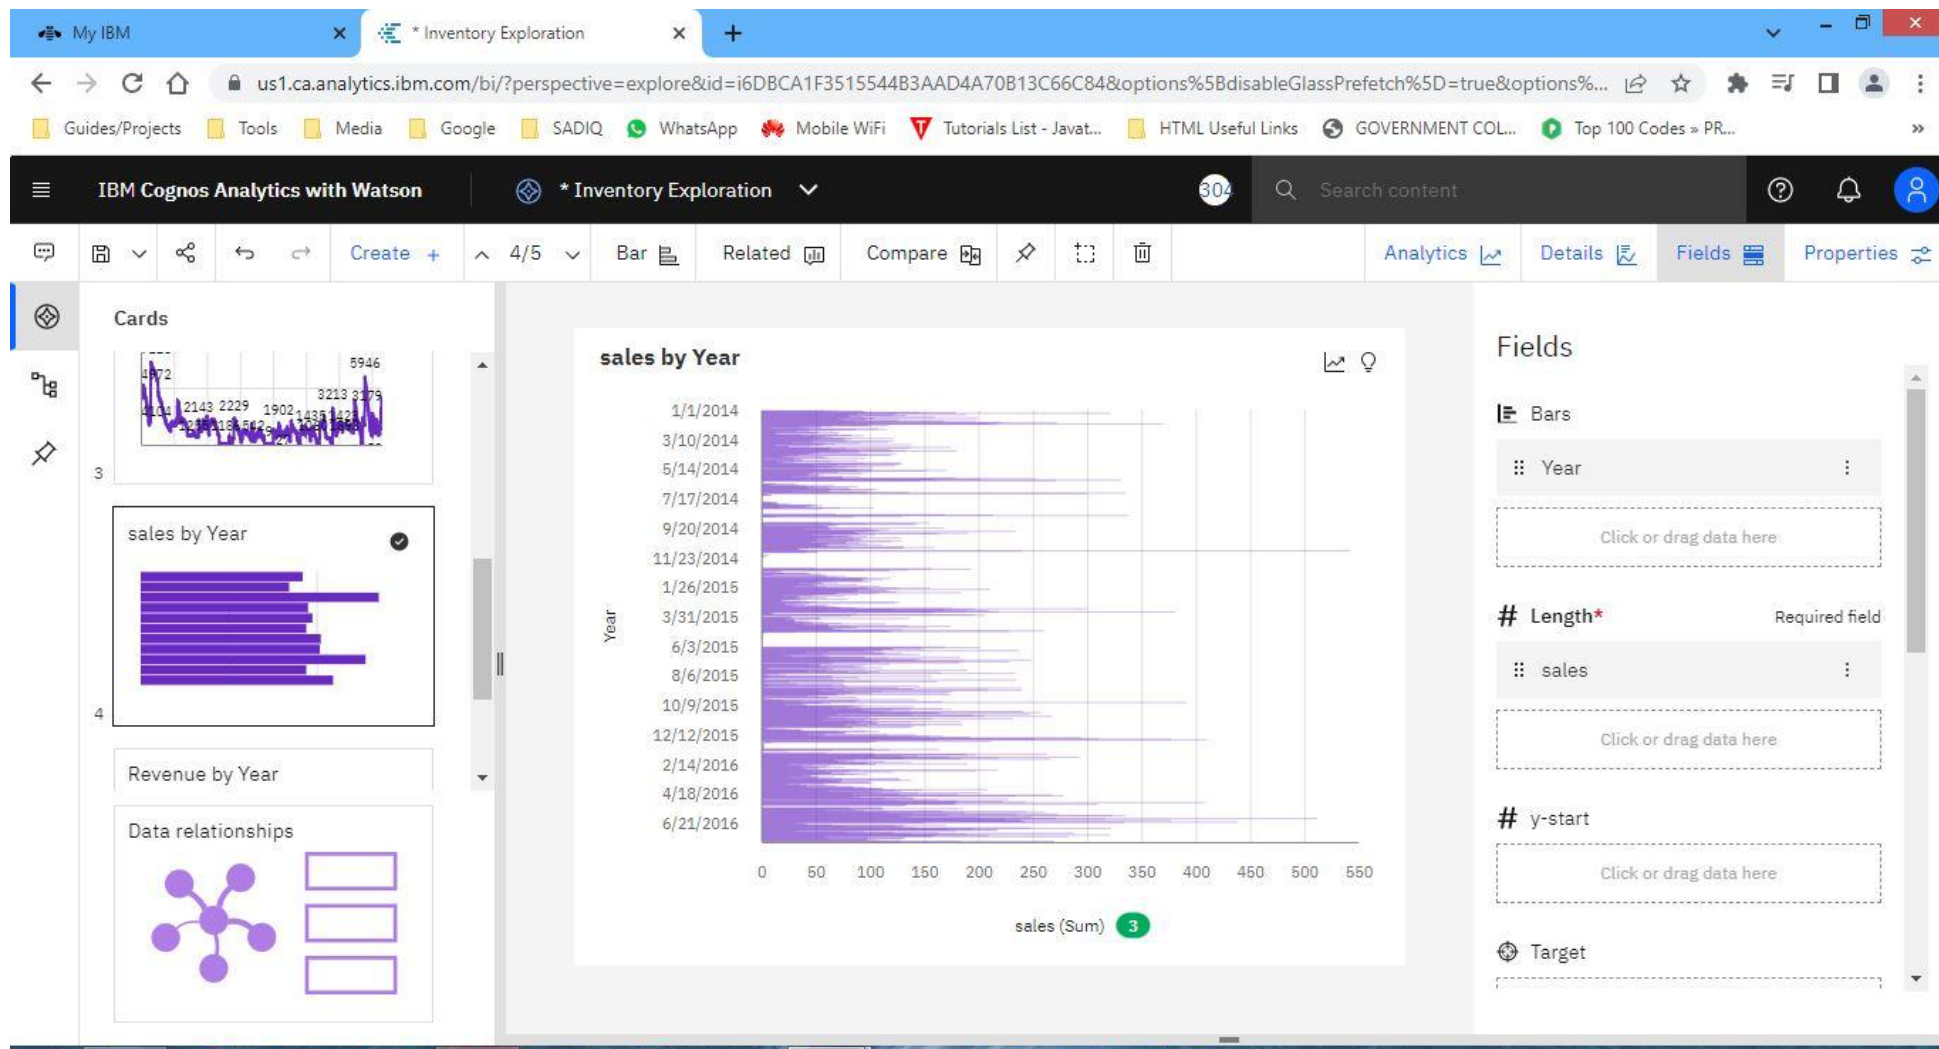 My IBM
* Inventory Exploration
us1.ca.analytics.ibm.com/bi/?perspective=explore&id=i6DBCA1F3515544B3AAD4A70B13C66C84&options%5BdisableGlassPrefetch%5D=true&options%...
Guides/Projects
Tools
Media
Google
SADIQ
WhatsApp
Mobile WiFi
Tutorials List - Javat...
HTML Useful Links
GOVERNMENT COL...
Top 100 Codes » PR...
IBM Cognos Analytics with Watson
* Inventory Exploration
304
Search content
Create +
4/5
Bar
Related
Compare
Analytics
Details
Fields
Properties
Cards
5946
3213
2143 2229
1902
3
sales by Year
4
Revenue by Year
Data relationships
sales by Year
1/1/2014
3/10/2014
5/14/2014
7/17/2014
9/20/2014
11/23/2014
1/26/2015
3/31/2015
6/3/2015
8/6/2015
10/9/2015
12/12/2015
2/14/2016
4/18/2016
6/21/2016
Year
0 50 100 150 200 250 300 350 400 450 500 550
sales (Sum) 3
Fields
Bars
Year
Click or drag data here
# Length* Required field
sales
Click or drag data here
# y-start
Click or drag data here
Target